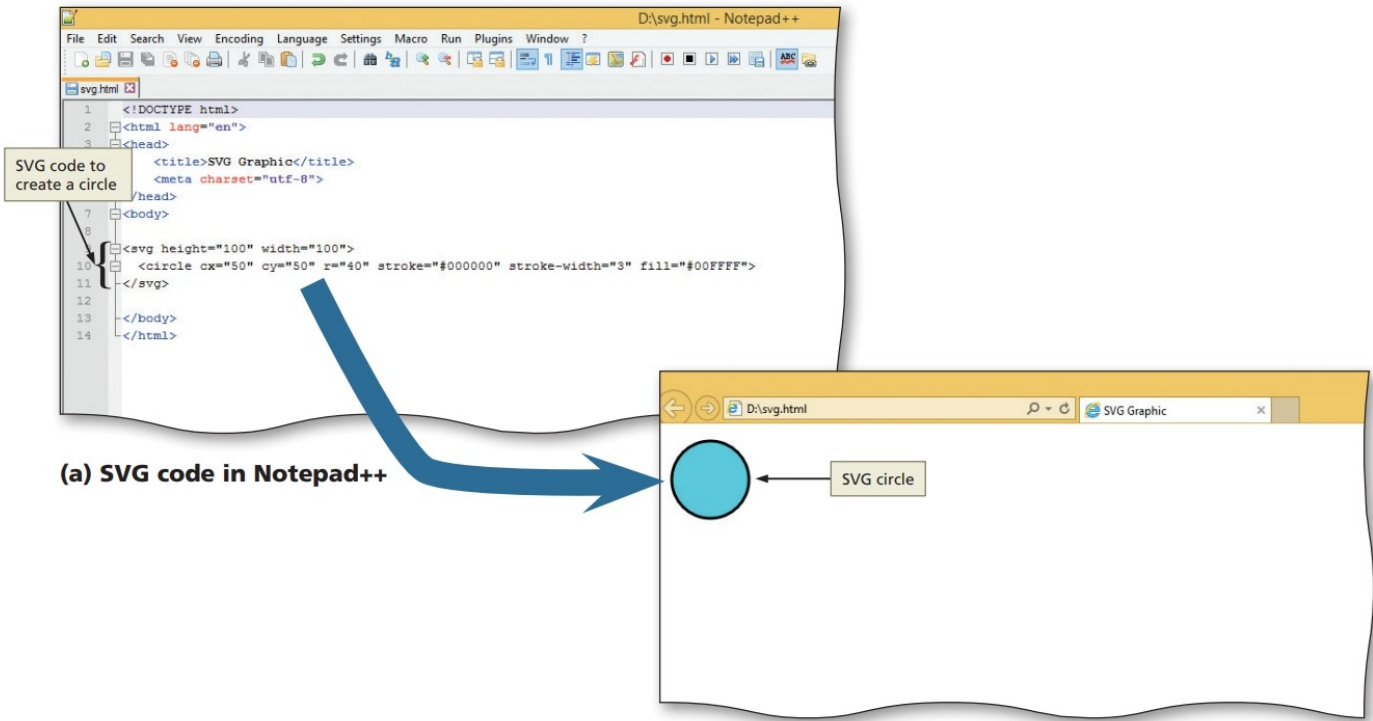 D:\svg.html - Notepad++
File Edit Search View Encoding Language Settings Macro Run Plugins Window ?
svg.html
1 <!DOCTYPE html>
2 <html lang="en">
3 <head>
<title>SVG Graphic</title>
<meta charset="utf-8">
/head>
7 <body>
8
9 <svg height="100" width="100">
10 <circle cx="50" cy="50" r="40" stroke="#000000" stroke-width="3" fill="#00FFFF">
11 </svg>
12
13 </body>
14 </html>
SVG code to
create a circle
(a) SVG code in Notepad++
D:\svg.html
SVG Graphic
SVG circle